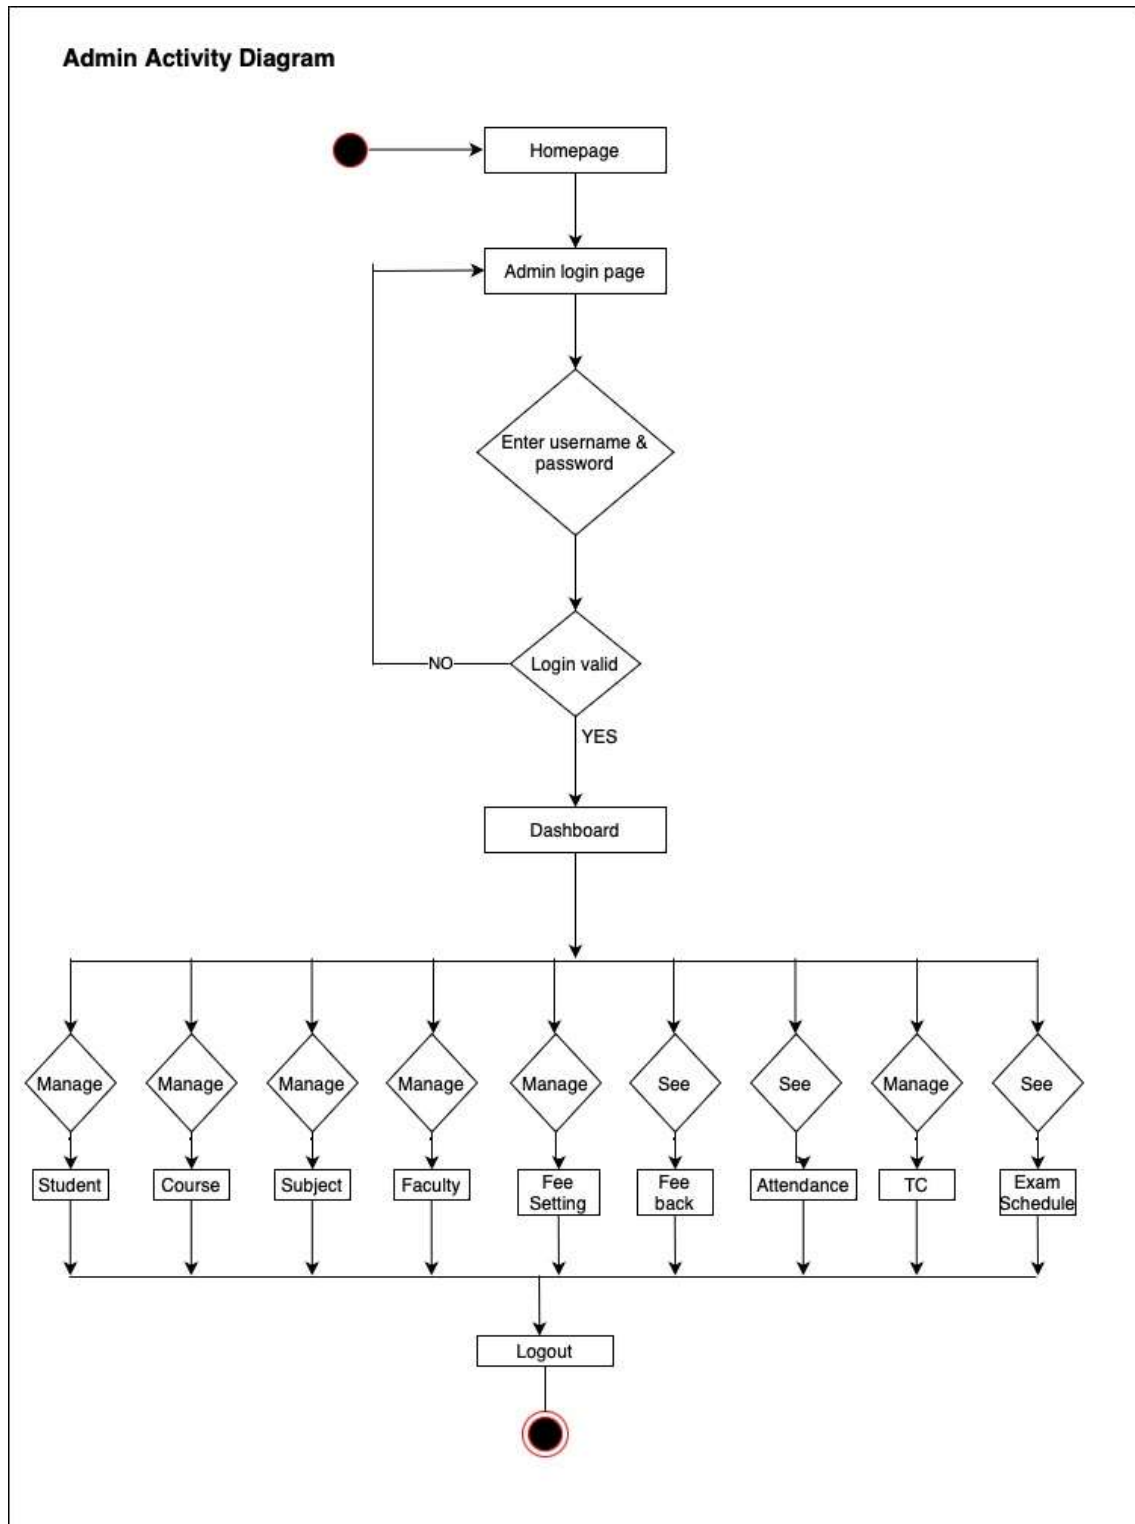 Admin Activity Diagram
Homepage
Admin login page
Enter username &
password
Login valid
NO
YES
Dashboard
Manage
Manage
Manage
Manage
Manage
See
See
Manage
See
Student
Course
Subject
Faculty
Fee
Setting
Fee
back
Attendance
TC
Exam
Schedule
Logout